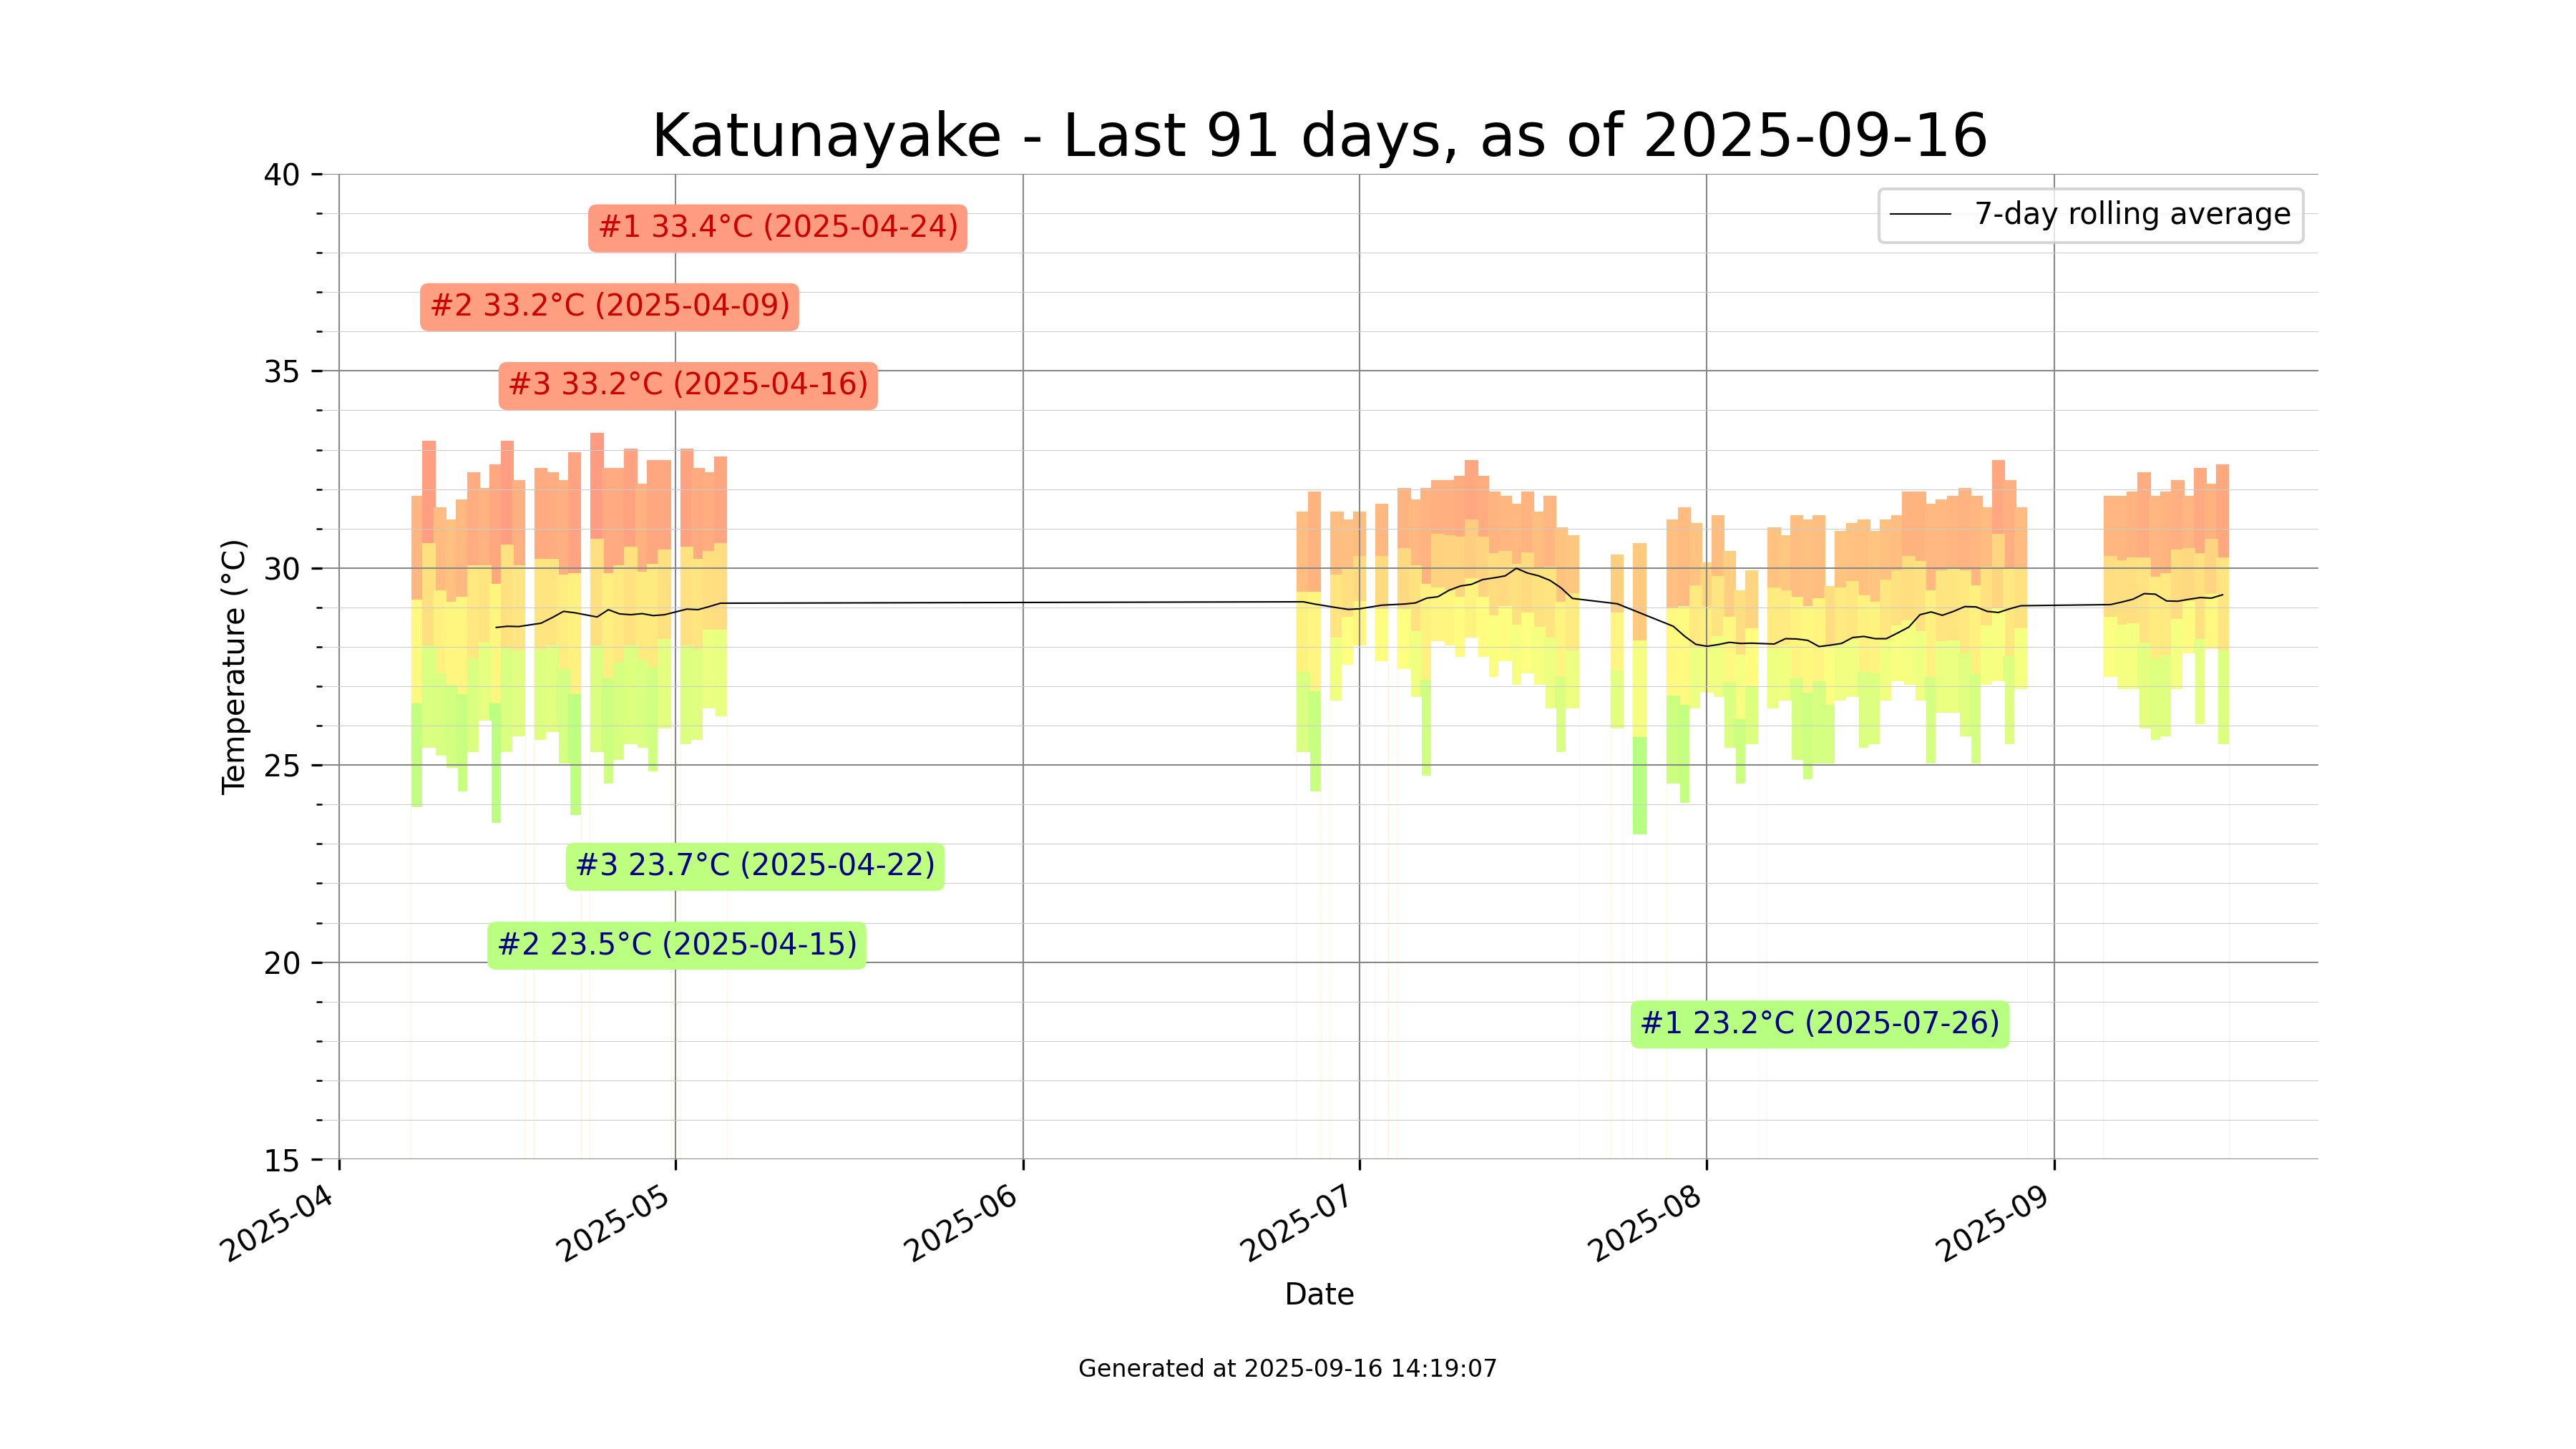 Katunayake - Last 91 days, as of 2025-09-16
40
35
30
25
20
15
Temperature (°C)
7-day rolling average
#1 33.4°C (2025-04-24)
#2 33.2°C (2025-04-09)
#3 33.2°C (2025-04-16)
#3 23.7°C (2025-04-22)
#2 23.5°C (2025-04-15)
#1 23.2°C (2025-07-26)
2025-04
2025-05
2025-06
2025-07
2025-08
2025-09
Date
Generated at 2025-09-16 14:19:07